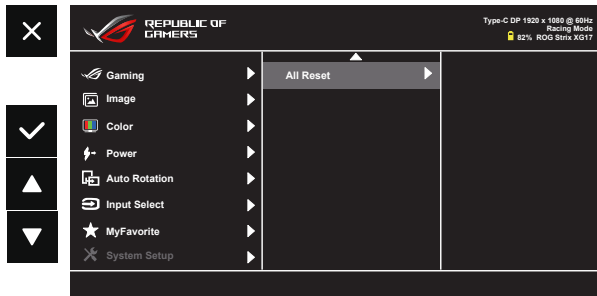 REPUBLIC OF
GAMERS
Type-C DP 1920 x 1080 @ 60Hz
Racing Mode
82% ROG Strix XG17
Gaming
Image
Color
Power
Auto Rotation
Input Select
MyFavorite
System Setup
All Reset